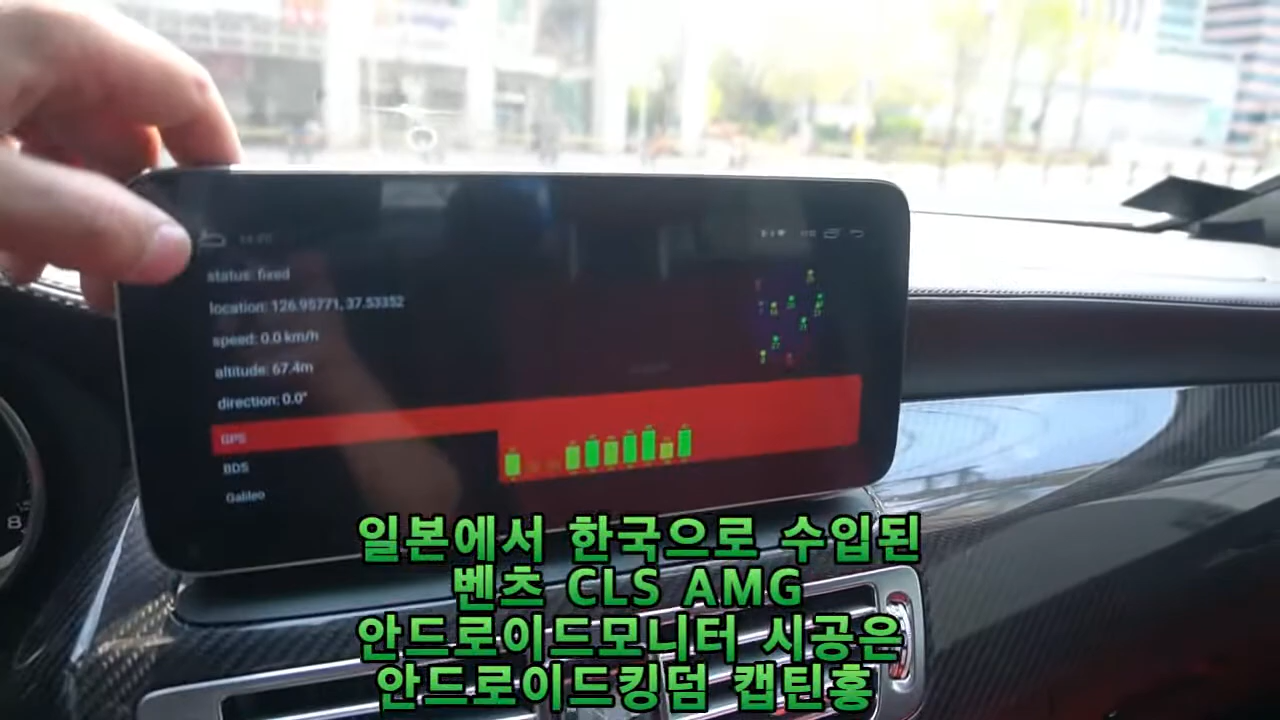 status: fixed
location: 126.95771, 37.53352
speed: 0.0 km/h
altitude: 67.4m
direction: 0.0°
GPS
BDS
Galileo
일본에서 한국으로 수입된
벤츠 CLS AMG
안드로이드모니터 시공은
안드로이드킹덤 캡틴홍